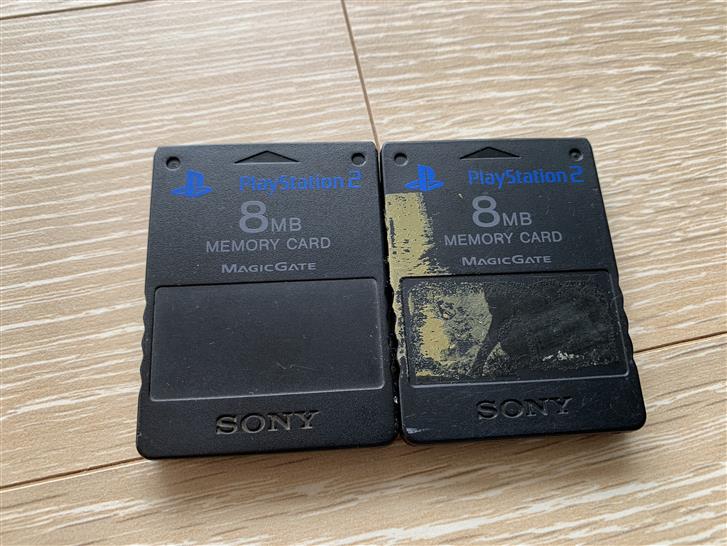 PlayStation 2
8MB
MEMORY CARD
MAGICGATE
SONY
PlayStation 2
8MB
MEMORY CARD
MAGICGATE
SONY